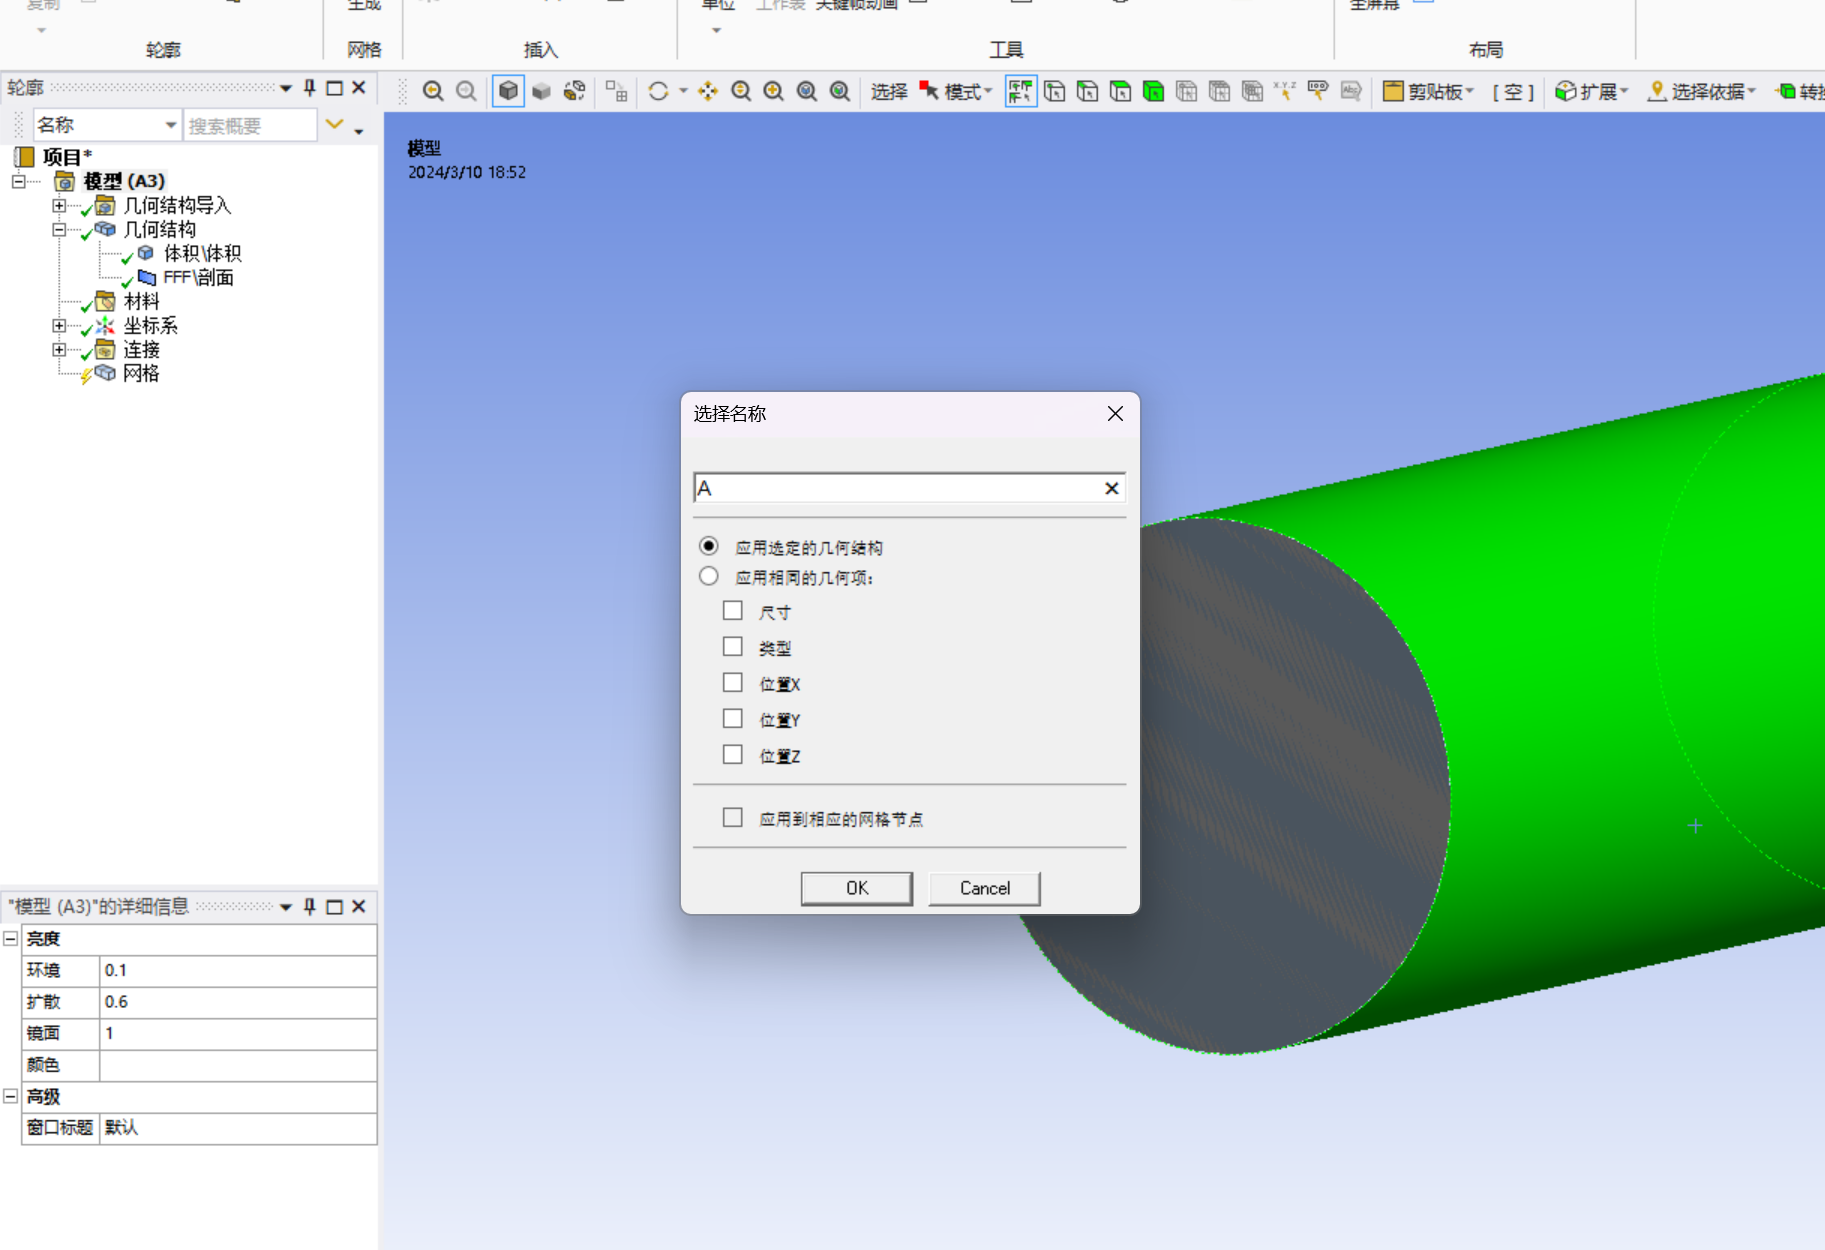 复制
生成
单位 工作表 关键帧动画
全屏幕
轮廓 网格 插入 工具 布局
轮廓
选择 模式 剪贴板 [空] 扩展 选择依据 转换
名称 搜索概要
项目*
模型 (A3)
几何结构导入
几何结构
体积\体积
FFF\剖面
材料
坐标系
连接
网格
模型
2024/3/10 18:52
选择名称
A
应用选定的几何结构
应用相同的几何项:
尺寸
类型
位置X
位置Y
位置Z
应用到相应的网格节点
OK Cancel
"模型 (A3)"的详细信息
亮度
环境 0.1
扩散 0.6
镜面 1
颜色
高级
窗口标题 默认